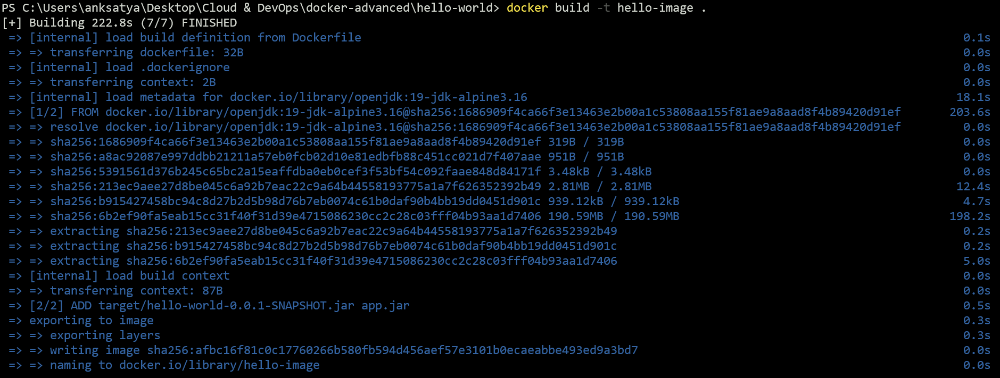 PS C:\Users\anksatya\Desktop\Cloud & DevOps\docker-advanced\hello-world> docker build -t hello-image .
[+] Building 222.8s (7/7) FINISHED
=> [internal] load build definition from Dockerfile 0.1s
=> => transferring dockerfile: 32B 0.0s
=> [internal] load .dockerignore 0.0s
=> => transferring context: 2B 0.0s
=> [internal] load metadata for docker.io/library/openjdk:19-jdk-alpine3.16 18.1s
=> [1/2] FROM docker.io/library/openjdk:19-jdk-alpine3.16@sha256:1686909f4ca66f3e13463e2b00a1c53808aa155f81ae9a8aad8f4b89420d91ef 203.6s
=> => resolve docker.io/library/openjdk:19-jdk-alpine3.16@sha256:1686909f4ca66f3e13463e2b00a1c53808aa155f81ae9a8aad8f4b89420d91ef 0.0s
=> => sha256:1686909f4ca66f3e13463e2b00a1c53808aa155f81ae9a8aad8f4b89420d91ef 319B / 319B 0.0s
=> => sha256:a8ac92087e997ddbb21211a57eb0fcb02d10e81edbfb88c451cc021d7f407aae 951B / 951B 0.0s
=> => sha256:5391561d376b245c65bc2a15eaffdba0eb0cef3f53bf54c092faae848d84171f 3.48kB / 3.48kB 0.0s
=> => sha256:213ec9aee27d8be045c6a92b7eac22c9a64b44558193775a1a7f626352392b49 2.81MB / 2.81MB 12.4s
=> => sha256:b915427458bc94c8d27b2d5b98d76b7eb0074c61b0daf90b4bb19dd0451d901c 939.12kB / 939.12kB 4.7s
=> => sha256:6b2ef90fa5eab15cc31f40f31d39e4715086230cc2c28c03fff04b93aa1d7406 190.59MB / 190.59MB 198.2s
=> => extracting sha256:213ec9aee27d8be045c6a92b7eac22c9a64b44558193775a1a7f626352392b49 0.2s
=> => extracting sha256:b915427458bc94c8d27b2d5b98d76b7eb0074c61b0daf90b4bb19dd0451d901c 0.2s
=> => extracting sha256:6b2ef90fa5eab15cc31f40f31d39e4715086230cc2c28c03fff04b93aa1d7406 5.0s
=> [internal] load build context 0.0s
=> => transferring context: 87B 0.0s
=> [2/2] ADD target/hello-world-0.0.1-SNAPSHOT.jar app.jar 0.5s
=> exporting to image 0.3s
=> => exporting layers 0.3s
=> => writing image sha256:afbc16f81c0c17760266b580fb594d456aef57e3101b0ecaeabbe493ed9a3bd7 0.0s
=> => naming to docker.io/library/hello-image 0.0s